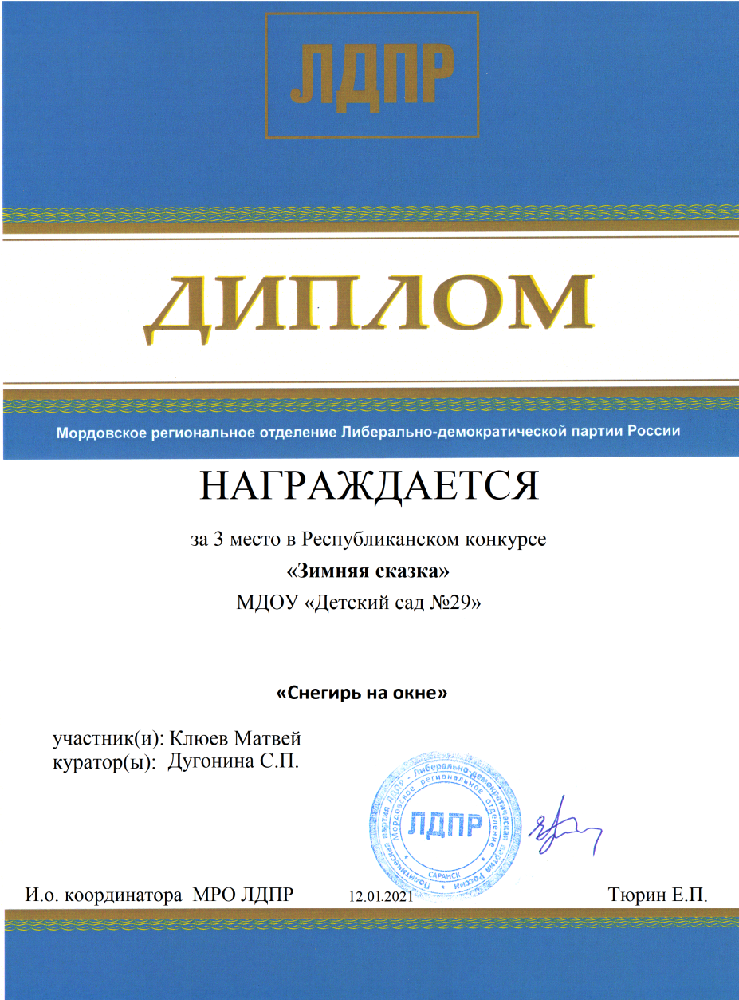 ЛДПР
ДИПЛОМ
Мордовское региональное отделение Либерально-демократической партии России
НАГРАЖДАЕТСЯ
за 3 место в Республиканском конкурсе
«Зимняя сказка»
МДОУ «Детский сад №29»
«Снегирь на окне»
участник(и): Клюев Матвей
куратор(ы): Дугонина С.П.
Политическая партия ЛДПР - Либерально-демократическая партия России
Мордовское региональное отделение
ЛДПР
САРАНСК
И.о. координатора МРО ЛДПР 12.01.2021 Тюрин Е.П.